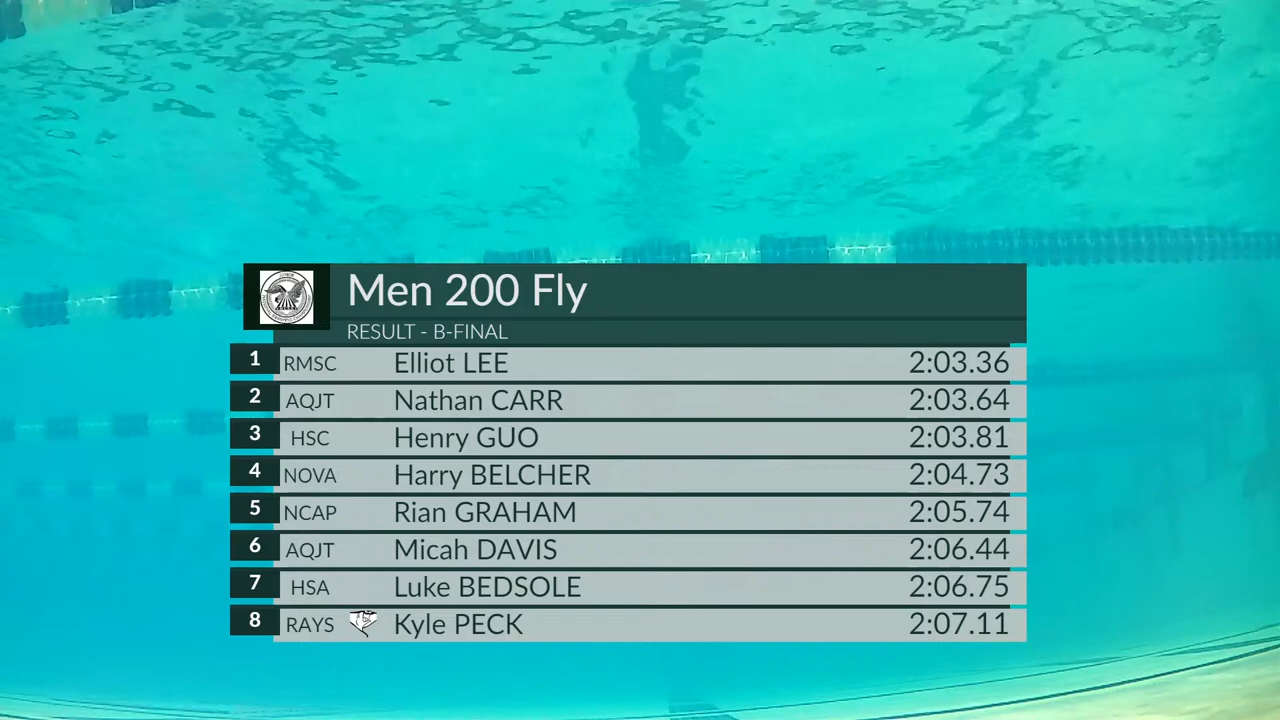 Men 200 Fly
RESULT - B-FINAL
1 RMSC Elliot LEE 2:03.36
2 AQJT Nathan CARR 2:03.64
3 HSC Henry GUO 2:03.81
4 NOVA Harry BELCHER 2:04.73
5 NCAP Rian GRAHAM 2:05.74
6 AQJT Micah DAVIS 2:06.44
7 HSA Luke BEDSOLE 2:06.75
8 RAYS Kyle PECK 2:07.11